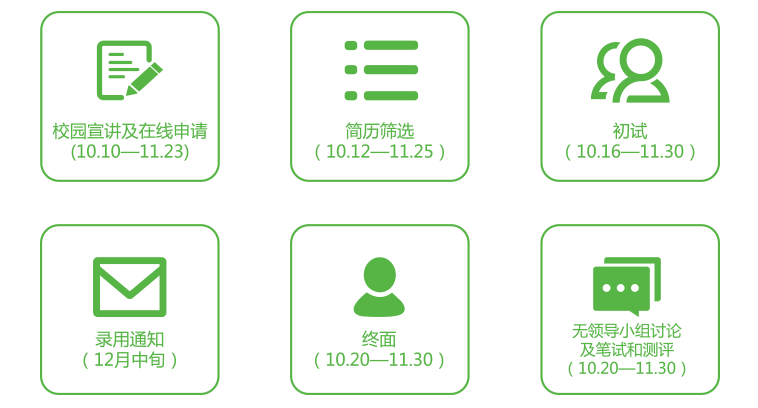 校园宣讲及在线申请
(10.10—11.23)
简历筛选
( 10.12—11.25 )
初试
( 10.16—11.30 )
录用通知
( 12月中旬 )
终面
( 10.20—11.30 )
无领导小组讨论
及笔试和测评
( 10.20—11.30 )